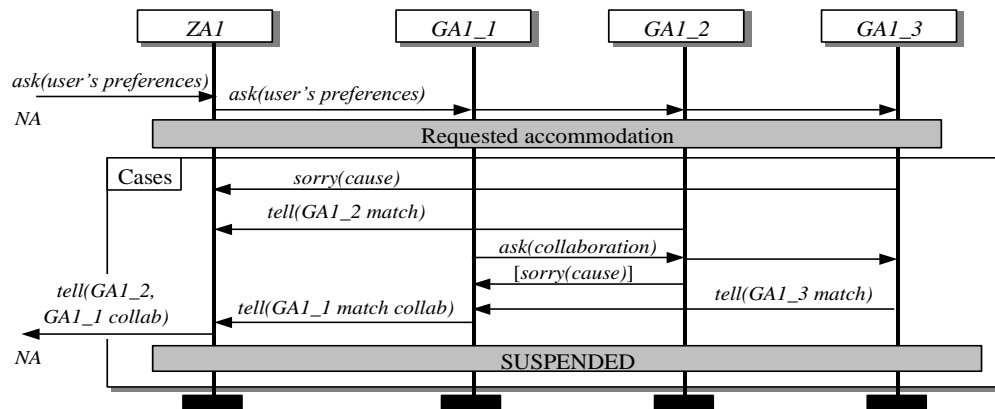 ZA1 GA1_1 GA1_2 GA1_3
ask(user's preferences)
ask(user's preferences)
NA
Requested accommodation
Cases
sorry(cause)
tell(GA1_2 match)
ask(collaboration)
[sorry(cause)]
tell(GA1_2,
GA1_1 collab)
tell(GA1_1 match collab)
tell(GA1_3 match)
NA
SUSPENDED